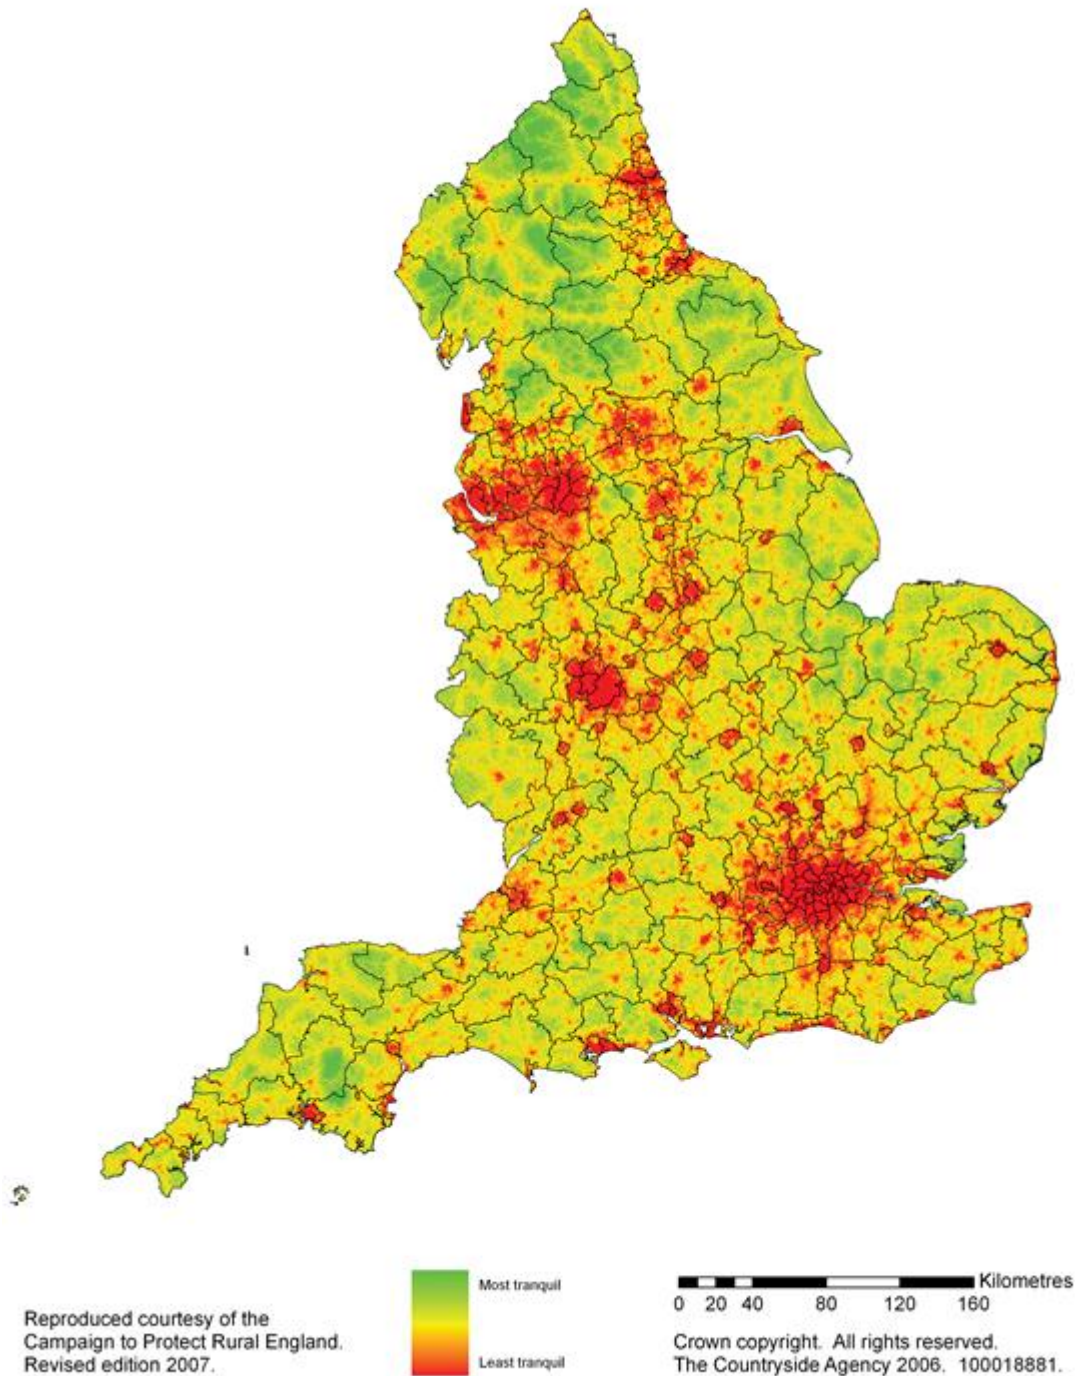 Most tranquil
Least tranquil
Reproduced courtesy of the
Campaign to Protect Rural England.
Revised edition 2007.
Kilometres
0 20 40 80 120 160
Crown copyright. All rights reserved.
The Countryside Agency 2006. 100018881.